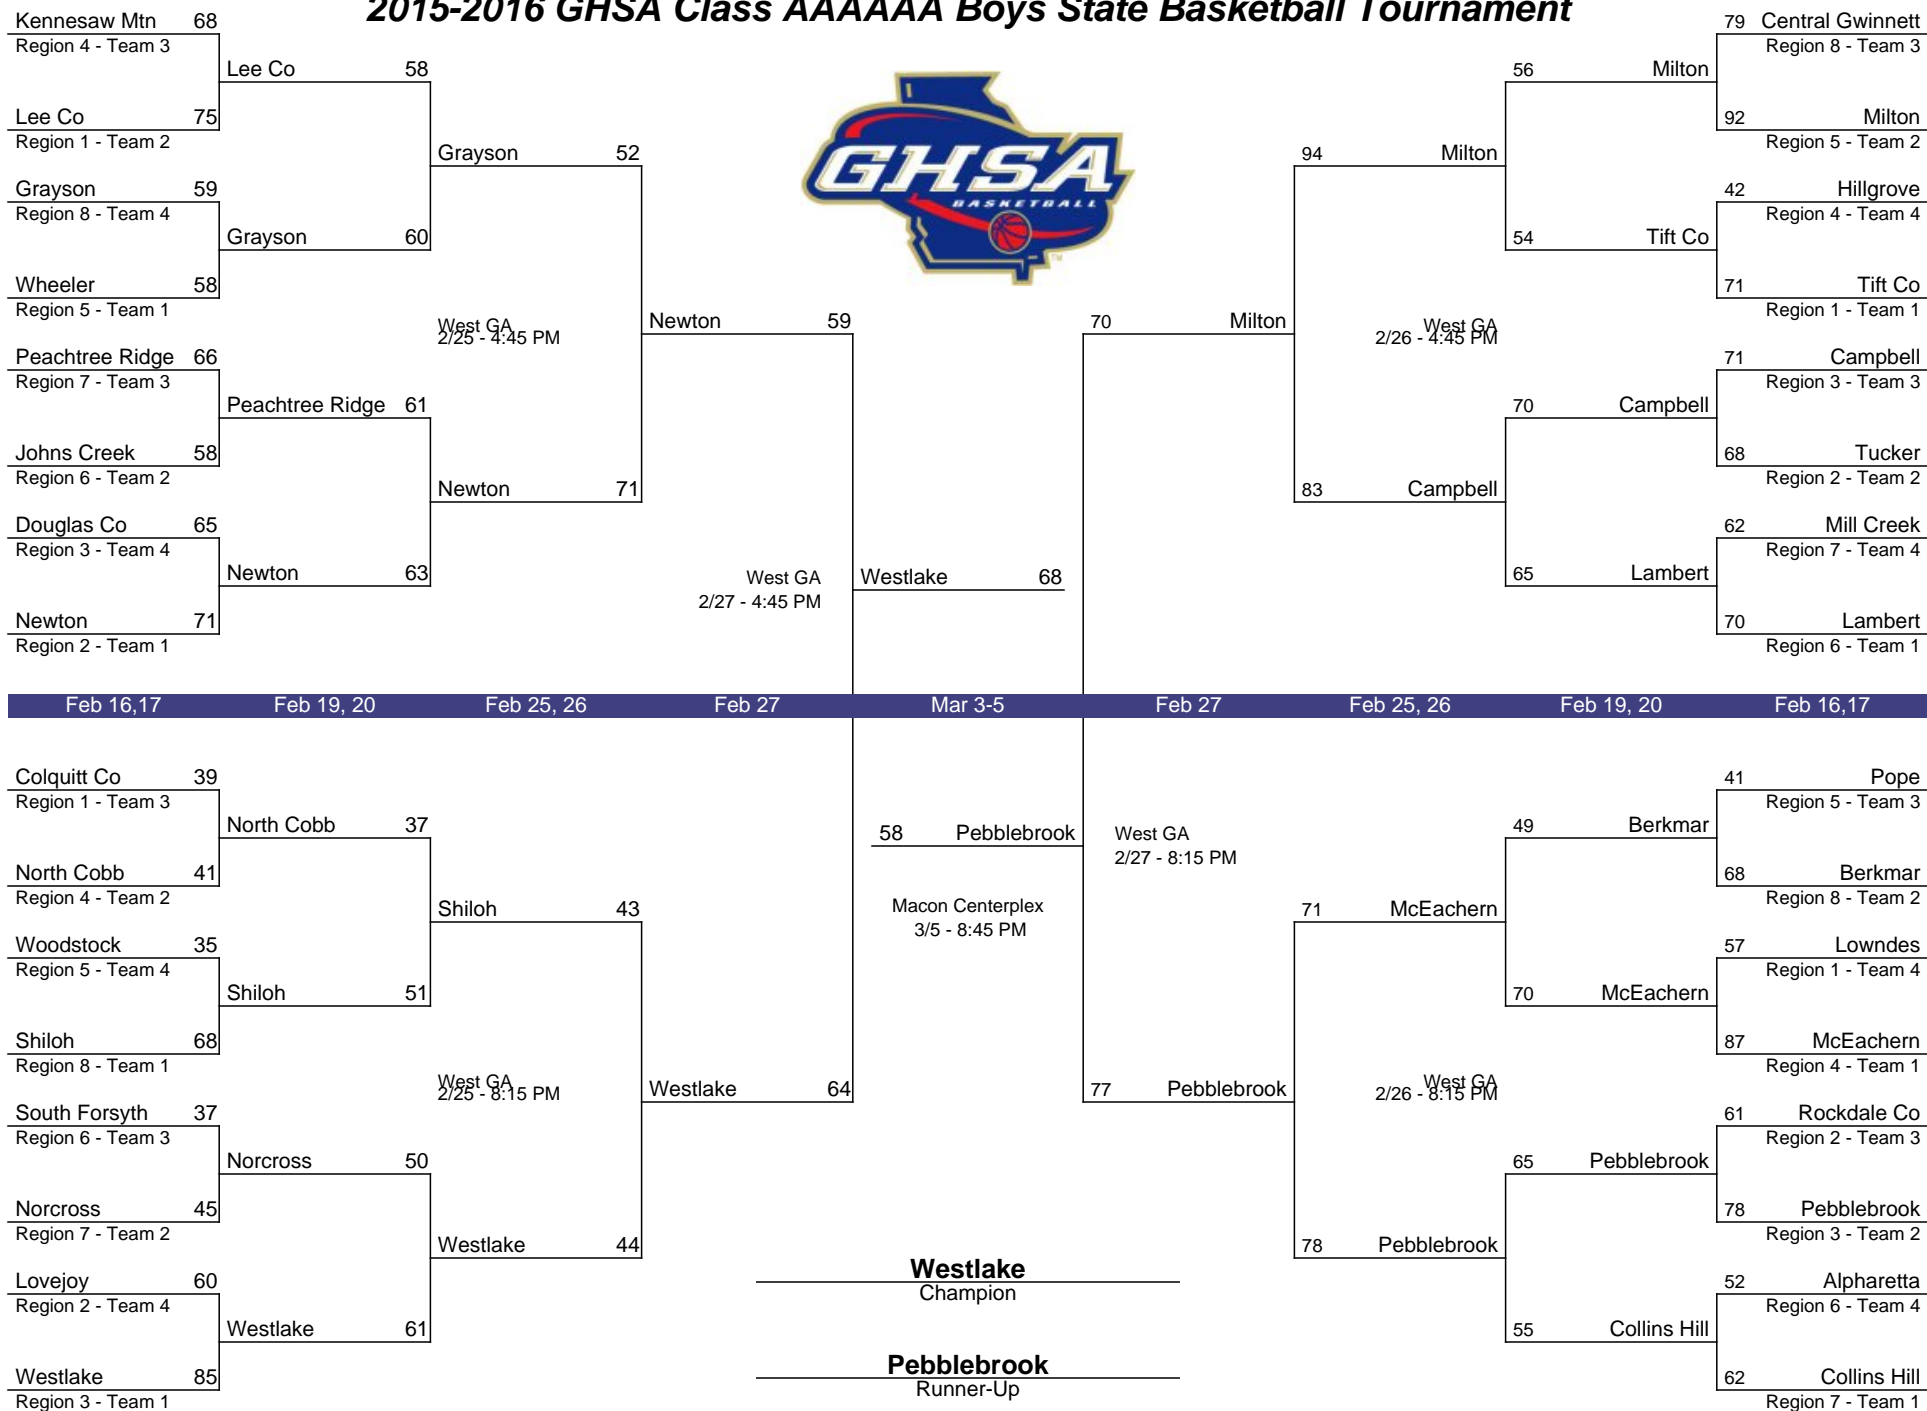 2015-2016 GHSA Class AAAAAA Boys State Basketball Tournament
Kennesaw Mtn 68
Region 4 - Team 3
Lee Co 58
Lee Co 75
Region 1 - Team 2
Grayson 52
Grayson 59
Region 8 - Team 4
Grayson 60
Wheeler 58
Region 5 - Team 1
West GA
2/25 - 4:45 PM
Newton 59
Peachtree Ridge 66
Region 7 - Team 3
Peachtree Ridge 61
Johns Creek 58
Region 6 - Team 2
Newton 71
Douglas Co 65
Region 3 - Team 4
Newton 63
Newton 71
Region 2 - Team 1
West GA
2/27 - 4:45 PM
Westlake 68
GHSA
BASKETBALL
TM
79 Central Gwinnett
Region 8 - Team 3
56 Milton
92 Milton
Region 5 - Team 2
94 Milton
42 Hillgrove
Region 4 - Team 4
54 Tift Co
71 Tift Co
Region 1 - Team 1
70 Milton
West GA
2/26 - 4:45 PM
71 Campbell
Region 3 - Team 3
70 Campbell
68 Tucker
Region 2 - Team 2
83 Campbell
62 Mill Creek
Region 7 - Team 4
65 Lambert
70 Lambert
Region 6 - Team 1
Feb 16,17 Feb 19, 20 Feb 25, 26 Feb 27 Mar 3-5 Feb 27 Feb 25, 26 Feb 19, 20 Feb 16,17
Colquitt Co 39
Region 1 - Team 3
North Cobb 37
North Cobb 41
Region 4 - Team 2
Shiloh 43
Woodstock 35
Region 5 - Team 4
Shiloh 51
Shiloh 68
Region 8 - Team 1
West GA
2/25 - 8:15 PM
Westlake 64
South Forsyth 37
Region 6 - Team 3
Norcross 50
Norcross 45
Region 7 - Team 2
Westlake 44
Lovejoy 60
Region 2 - Team 4
Westlake 61
Westlake 85
Region 3 - Team 1
58 Pebblebrook
West GA
2/27 - 8:15 PM
Macon Centerplex
3/5 - 8:45 PM
41 Pope
Region 5 - Team 3
49 Berkmar
68 Berkmar
Region 8 - Team 2
71 McEachern
57 Lowndes
Region 1 - Team 4
70 McEachern
87 McEachern
Region 4 - Team 1
77 Pebblebrook
West GA
2/26 - 8:15 PM
61 Rockdale Co
Region 2 - Team 3
65 Pebblebrook
78 Pebblebrook
Region 3 - Team 2
78 Pebblebrook
52 Alpharetta
Region 6 - Team 4
55 Collins Hill
62 Collins Hill
Region 7 - Team 1
Westlake
Champion
Pebblebrook
Runner-Up